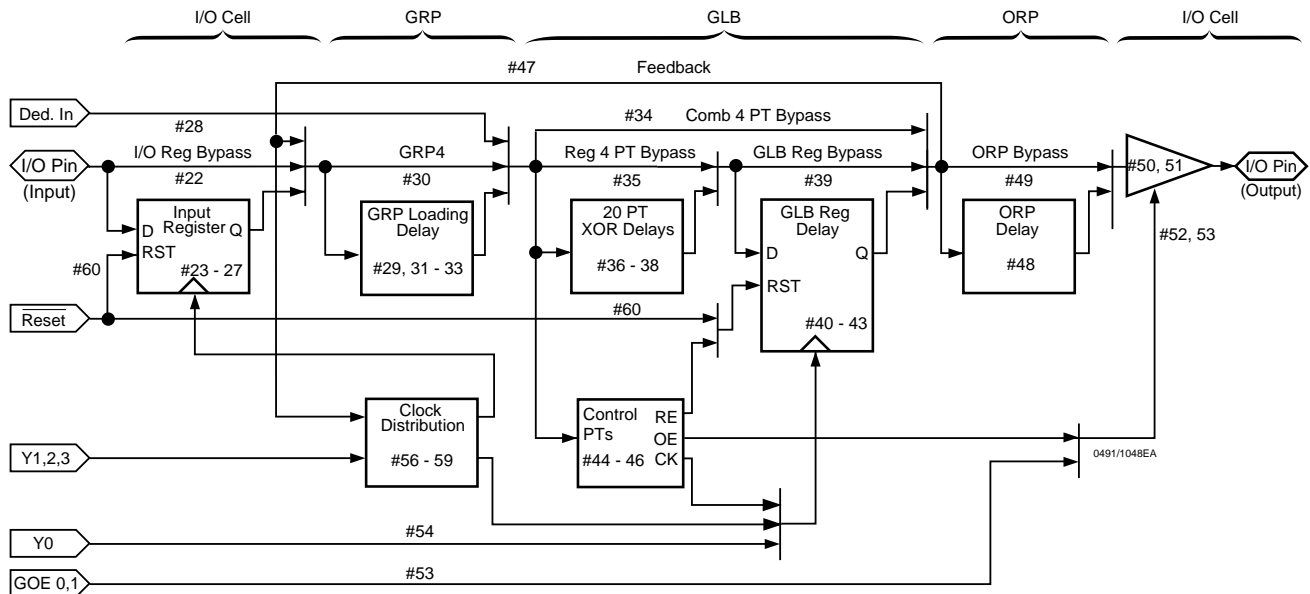 I/O Cell GRP GLB ORP I/O Cell
#47 Feedback
Ded. In
#28
#34 Comb 4 PT Bypass
I/O Pin
(Input)
I/O Reg Bypass
#22
GRP4
#30
Reg 4 PT Bypass
#35
GLB Reg Bypass
#39
ORP Bypass
#49
#50, 51
I/O Pin
(Output)
Input
Register
D
Q
RST
#23 - 27
#60
GRP Loading
Delay
#29, 31 - 33
20 PT
XOR Delays
#36 - 38
GLB Reg
Delay
D
Q
RST
#40 - 43
ORP
Delay
#48
#52, 53
Reset
#60
Clock
Distribution
#56 - 59
Control
PTs
RE
OE
CK
#44 - 46
0491/1048EA
Y1,2,3
Y0
#54
GOE 0,1
#53